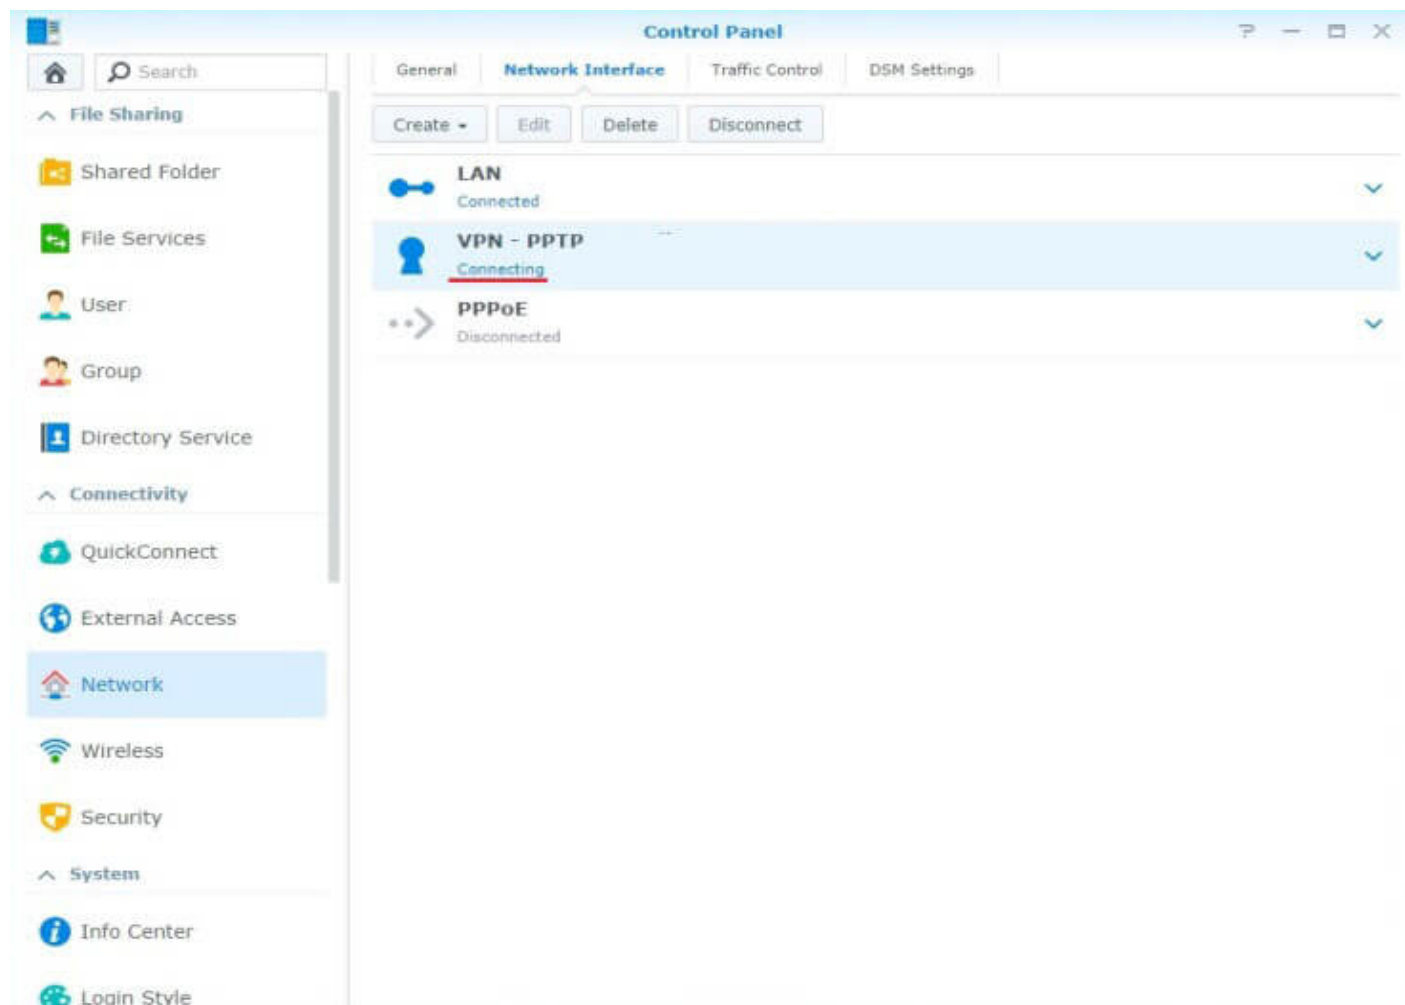 Control Panel
Search
General Network Interface Traffic Control DSM Settings
File Sharing
Create Edit Delete Disconnect
Shared Folder
LAN
Connected
File Services
VPN - PPTP
Connecting
User
PPPoE
Disconnected
Group
Directory Service
Connectivity
QuickConnect
External Access
Network
Wireless
Security
System
Info Center
Login Style